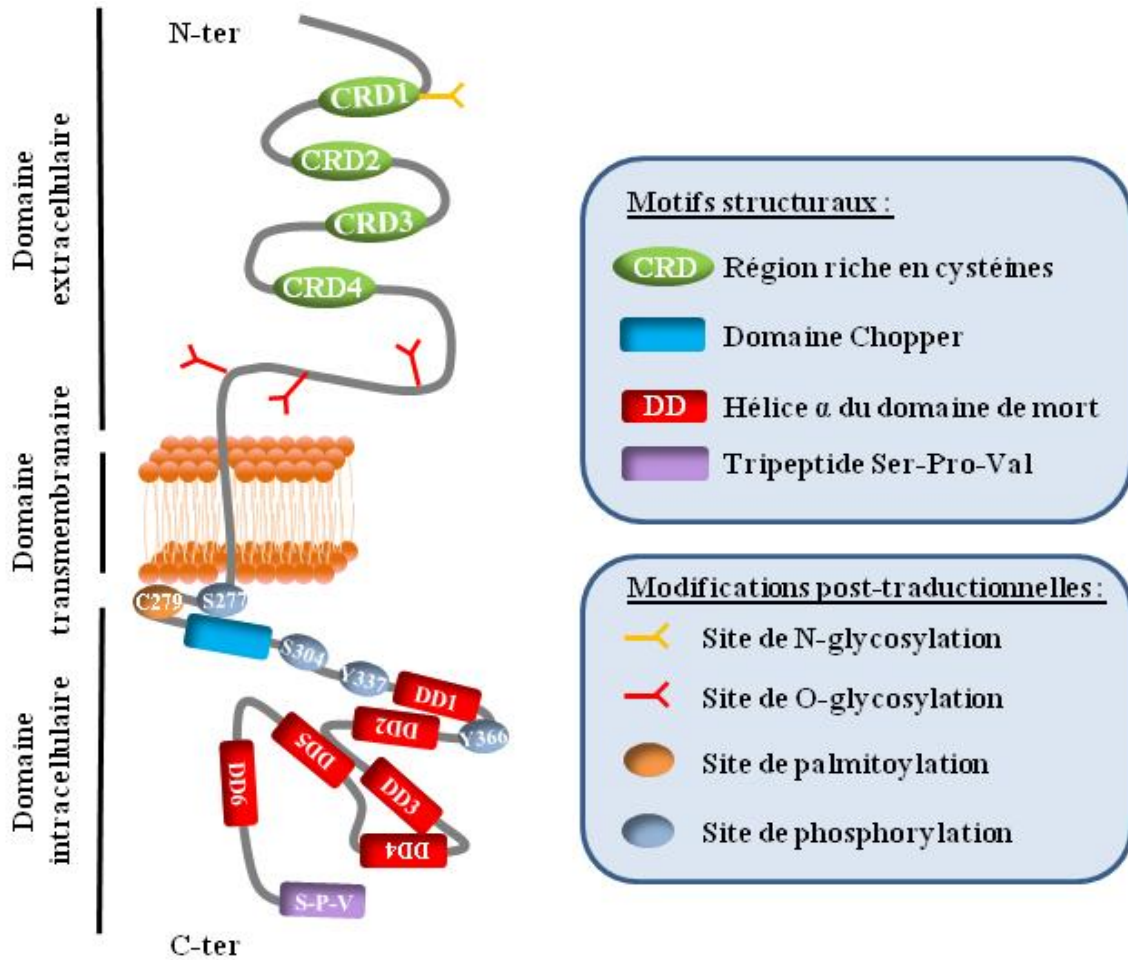 N-ter
Domaine
extracellulaire
CRD1
CRD2
CRD3
CRD4
Domaine
transmembranaire
C279
S277
Domaine
intracellulaire
S304
Y337
DD1
DD2
Y366
DD5
DD3
DD6
DD4
S-P-V
C-ter
Motifs structuraux :
CRD Région riche en cystéines
Domaine Chopper
DD Hélice α du domaine de mort
Tripeptide Ser-Pro-Val
Modifications post-traductionnelles :
Site de N-glycosylation
Site de O-glycosylation
Site de palmitoylation
Site de phosphorylation